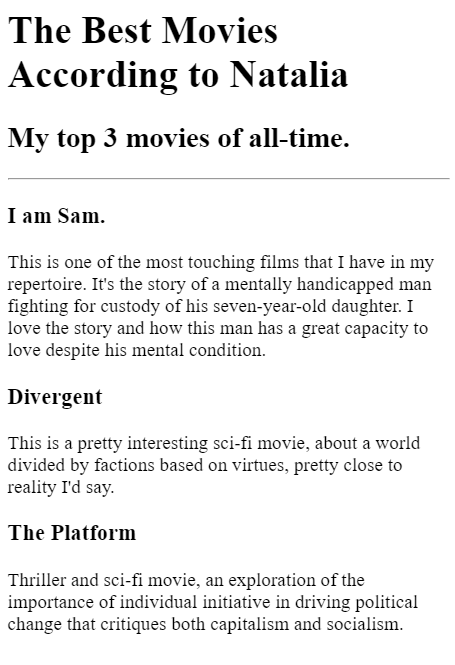 The Best Movies
According to Natalia
My top 3 movies of all-time.
I am Sam.
This is one of the most touching films that I have in my
repertoire. It's the story of a mentally handicapped man
fighting for custody of his seven-year-old daughter. I
love the story and how this man has a great capacity to
love despite his mental condition.
Divergent
This is a pretty interesting sci-fi movie, about a world
divided by factions based on virtues, pretty close to
reality I'd say.
The Platform
Thriller and sci-fi movie, an exploration of the
importance of individual initiative in driving political
change that critiques both capitalism and socialism.